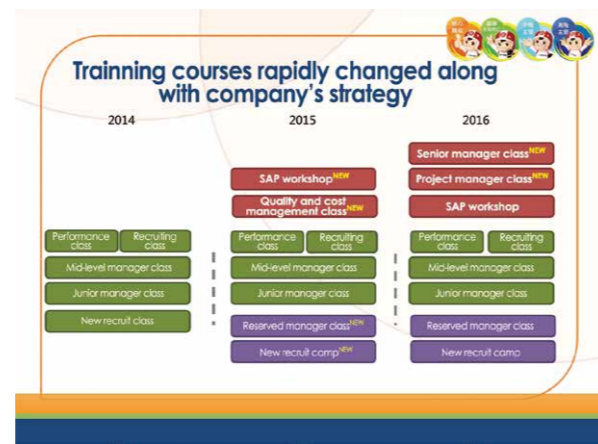 Trainning courses rapidly changed along
with company's strategy
2014
2015
2016
Senior manager class NEW
SAP workshop NEW
Project manager class NEW
Quality and cost
management class NEW
SAP workshop
Performance
class
Recruiting
class
Performance
class
Recruiting
class
Performance
class
Recruiting
class
Mid-level manager class
Mid-level manager class
Mid-level manager class
Junior manager class
Junior manager class
Junior manager class
New recruit class
Reserved manager class NEW
Reserved manager class
New recruit camp NEW
New recruit camp